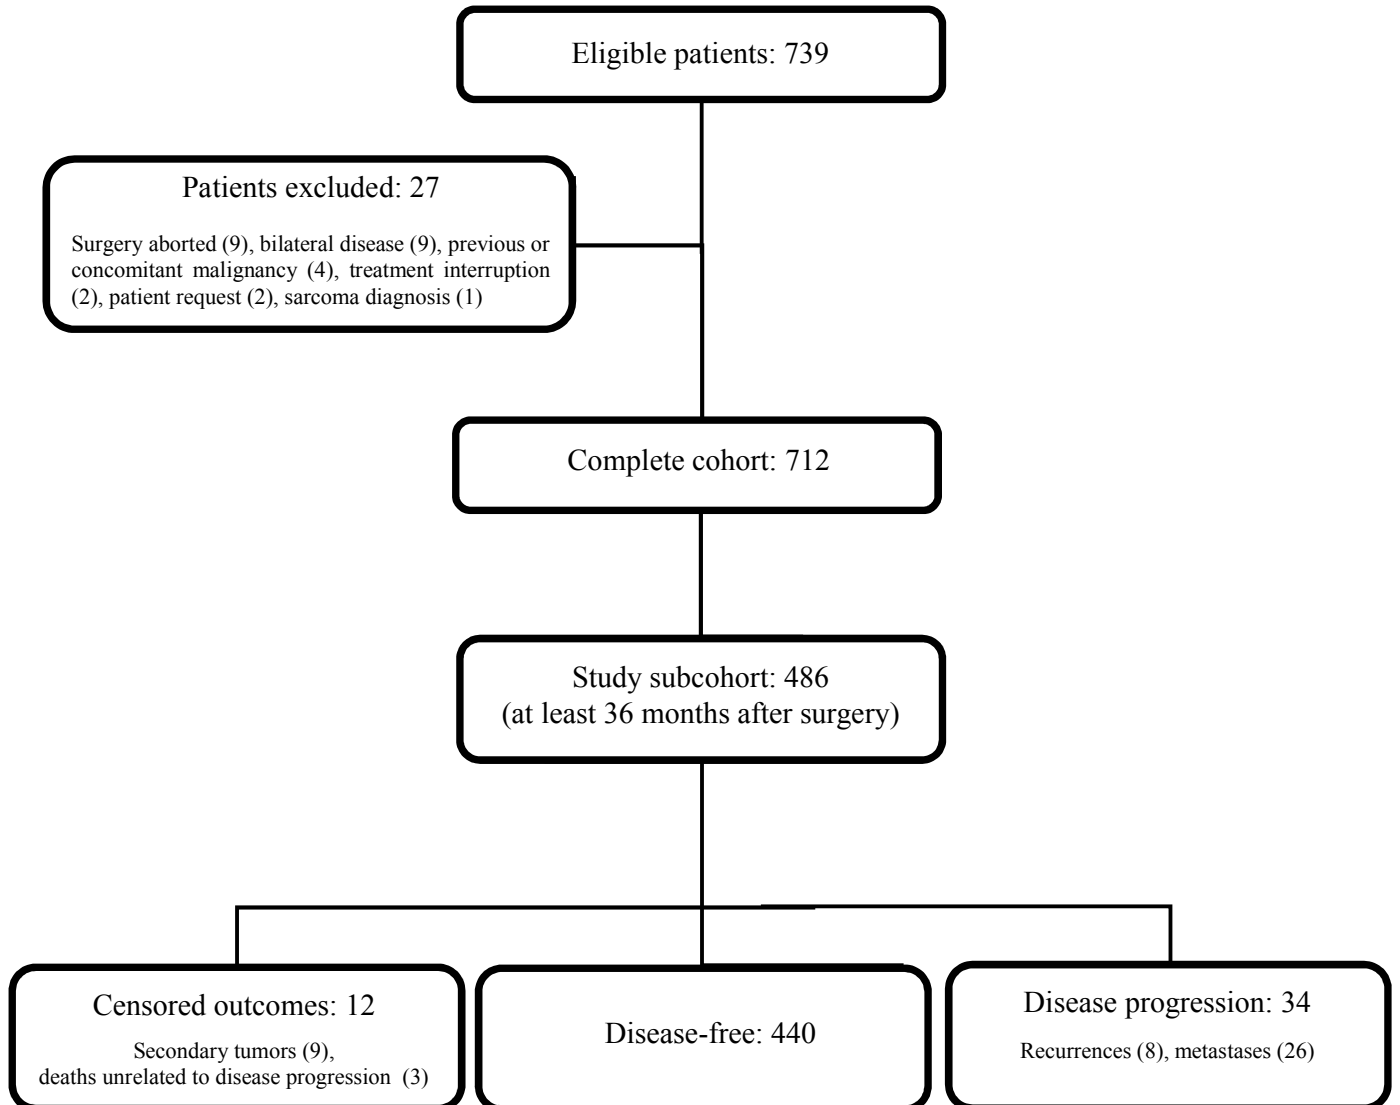 Eligible patients: 739
Patients excluded: 27
Surgery aborted (9), bilateral disease (9), previous or
concomitant malignancy (4), treatment interruption
(2), patient request (2), sarcoma diagnosis (1)
Complete cohort: 712
Study subcohort: 486
(at least 36 months after surgery)
Censored outcomes: 12
Secondary tumors (9),
deaths unrelated to disease progression (3)
Disease-free: 440
Disease progression: 34
Recurrences (8), metastases (26)